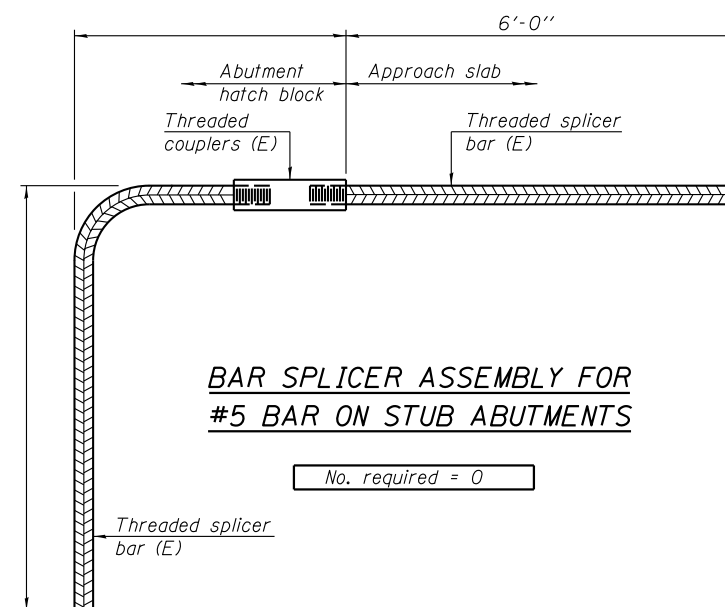 6'-0"
Abutment
hatch block
Approach slab
Threaded
couplers (E)
Threaded splicer
bar (E)
BAR SPLICER ASSEMBLY FOR
#5 BAR ON STUB ABUTMENTS
No. required = 0
Threaded splicer
bar (E)